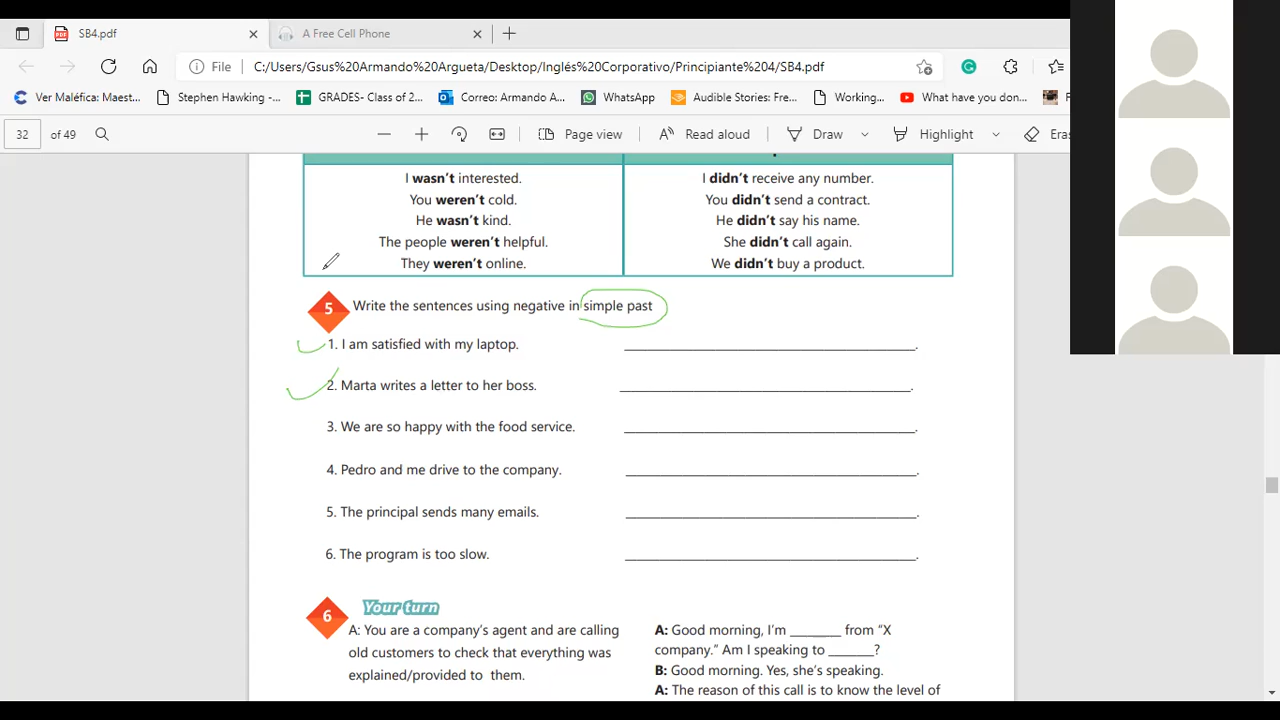 SB4.pdf
A Free Cell Phone
File C:/Users/Gsus%20Armando%20Argueta/Desktop/Inglés%20Corporativo/Principiante%204/SB4.pdf
Ver Maléfica: Maest... Stephen Hawking -... GRADES- Class of 2... Correo: Armando A... WhatsApp Audible Stories: Fre... Working... What have you don...
32 of 49 Page view Read aloud Draw Highlight Eras
I wasn't interested.
You weren't cold.
He wasn't kind.
The people weren't helpful.
They weren't online.
I didn't receive any number.
You didn't send a contract.
He didn't say his name.
She didn't call again.
We didn't buy a product.
5 Write the sentences using negative in simple past
1. I am satisfied with my laptop. ______.
2. Marta writes a letter to her boss. ______.
3. We are so happy with the food service. ______.
4. Pedro and me drive to the company. ______.
5. The principal sends many emails. ______.
6. The program is too slow. ______.
6 Your turn
A: You are a company's agent and are calling
old customers to check that everything was
explained/provided to them.
A: Good morning, I'm ______ from "X
company." Am I speaking to ______?
B: Good morning. Yes, she's speaking.
A: The reason of this call is to know the level of